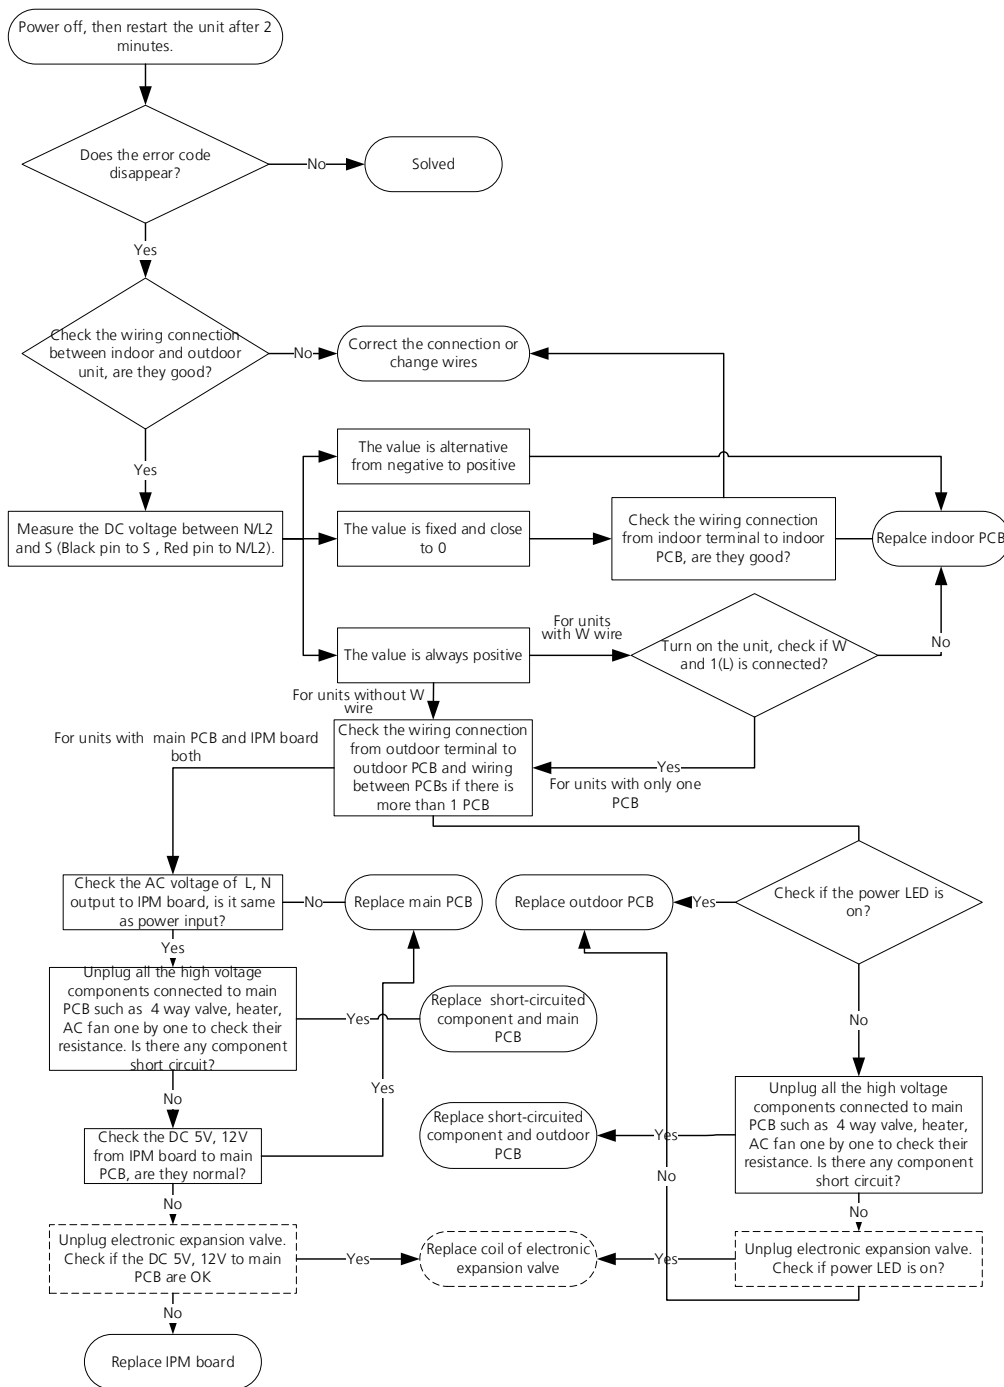 Power off, then restart the unit after 2
minutes.
Does the error code
disappear?
No
Solved
Yes
Check the wiring connection
between indoor and outdoor
unit, are they good?
No
Correct the connection or
change wires
Yes
The value is alternative
from negative to positive
Measure the DC voltage between N/L2
and S (Black pin to S , Red pin to N/L2).
The value is fixed and close
to 0
Check the wiring connection
from indoor terminal to indoor
PCB, are they good?
Repalce indoor PCB
The value is always positive
For units
with W wire
Turn on the unit, check if W
and 1(L) is connected?
No
For units without W
wire
For units with  main PCB and IPM board
both
Check the wiring connection
from outdoor terminal to
outdoor PCB and wiring
between PCBs if there is
more than 1 PCB
Yes
For units with only one
PCB
Check the AC voltage of  L, N
output to IPM board, is it same
as power input?
No
Replace main PCB
Replace outdoor PCB
Yes
Check if the power LED is
on?
Yes
Unplug all the high voltage
components connected to main
PCB such as  4 way valve, heater,
AC fan one by one to check their
resistance. Is there any component
short circuit?
Yes
Replace  short-circuited
component and main
PCB
No
No
Yes
Unplug all the high voltage
components connected to main
PCB such as  4 way valve, heater,
AC fan one by one to check their
resistance. Is there any component
short circuit?
Check the DC 5V, 12V
from IPM board to main
PCB, are they normal?
Replace short-circuited
component and outdoor
PCB
Yes
No
No
No
Unplug electronic expansion valve.
Check if the DC 5V, 12V to main
PCB are OK
Yes
Replace coil of electronic
expansion valve
Yes
Unplug electronic expansion valve.
Check if power LED is on?
No
Replace IPM board